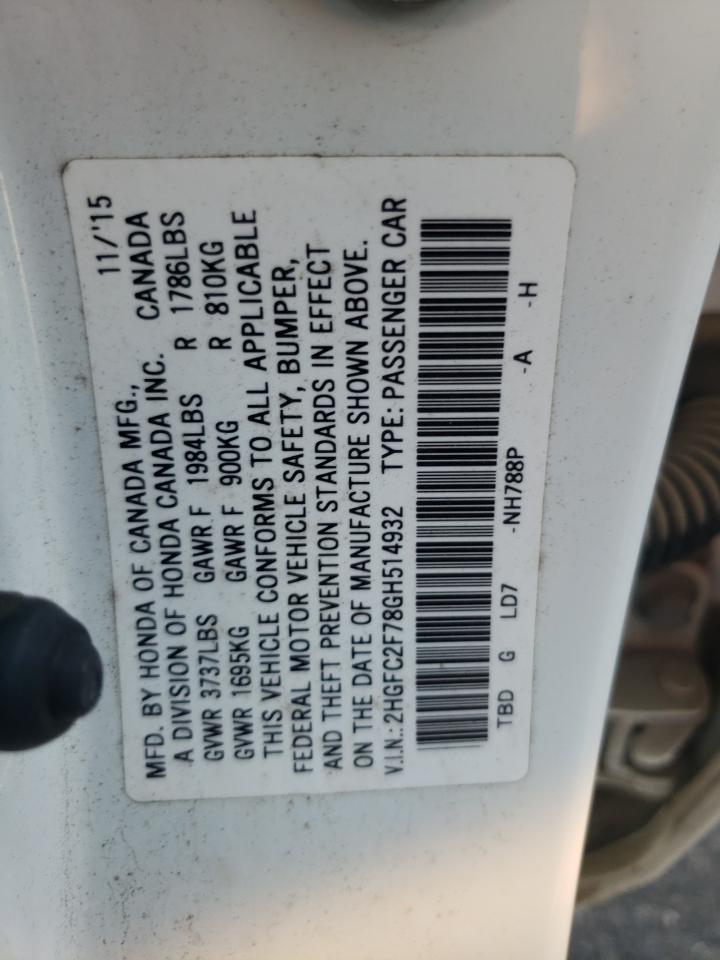 MFD. BY HONDA OF CANADA MFG., 11/'15
A DIVISION OF HONDA CANADA INC. CANADA
GVWR 3737LBS GAWR F 1984LBS R 1786LBS
GVWR 1695KG GAWR F 900KG R 810KG
THIS VEHICLE CONFORMS TO ALL APPLICABLE
FEDERAL MOTOR VEHICLE SAFETY, BUMPER,
AND THEFT PREVENTION STANDARDS IN EFFECT
ON THE DATE OF MANUFACTURE SHOWN ABOVE.
V.I.N.: 2HGFC2F78GH514932 TYPE: PASSENGER CAR
TBD G LD7 -NH788P -A -H